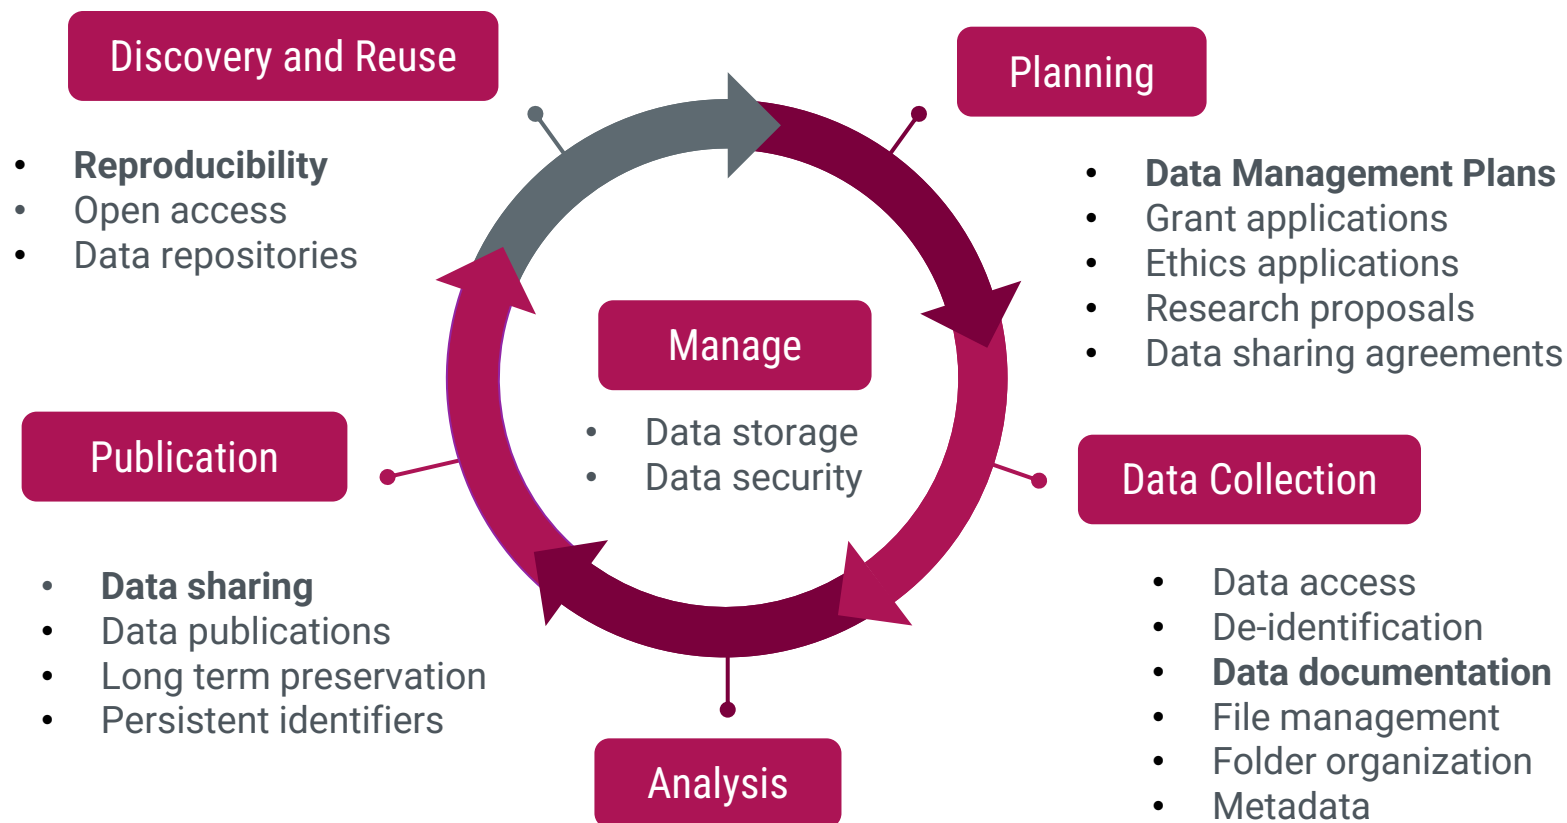 Discovery and Reuse
• Reproducibility
• Open access
• Data repositories
Planning
• Data Management Plans
• Grant applications
• Ethics applications
• Research proposals
• Data sharing agreements
Manage
• Data storage
• Data security
Publication
• Data sharing
• Data publications
• Long term preservation
• Persistent identifiers
Data Collection
• Data access
• De-identification
• Data documentation
• File management
• Folder organization
• Metadata
Analysis